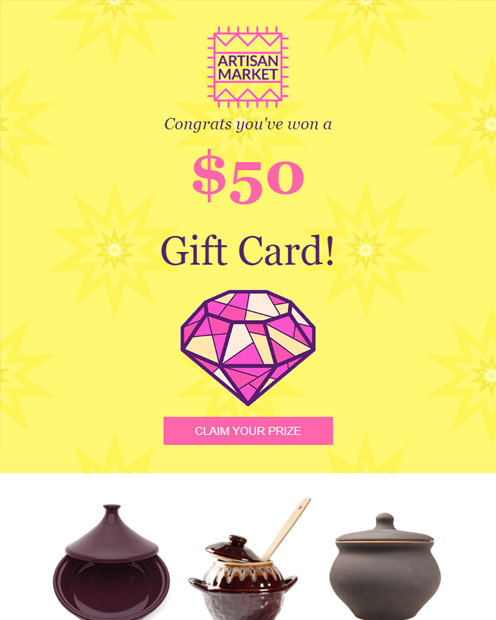 ARTISAN
MARKET
Congrats you've won a
$50
Gift Card!
CLAIM YOUR PRIZE